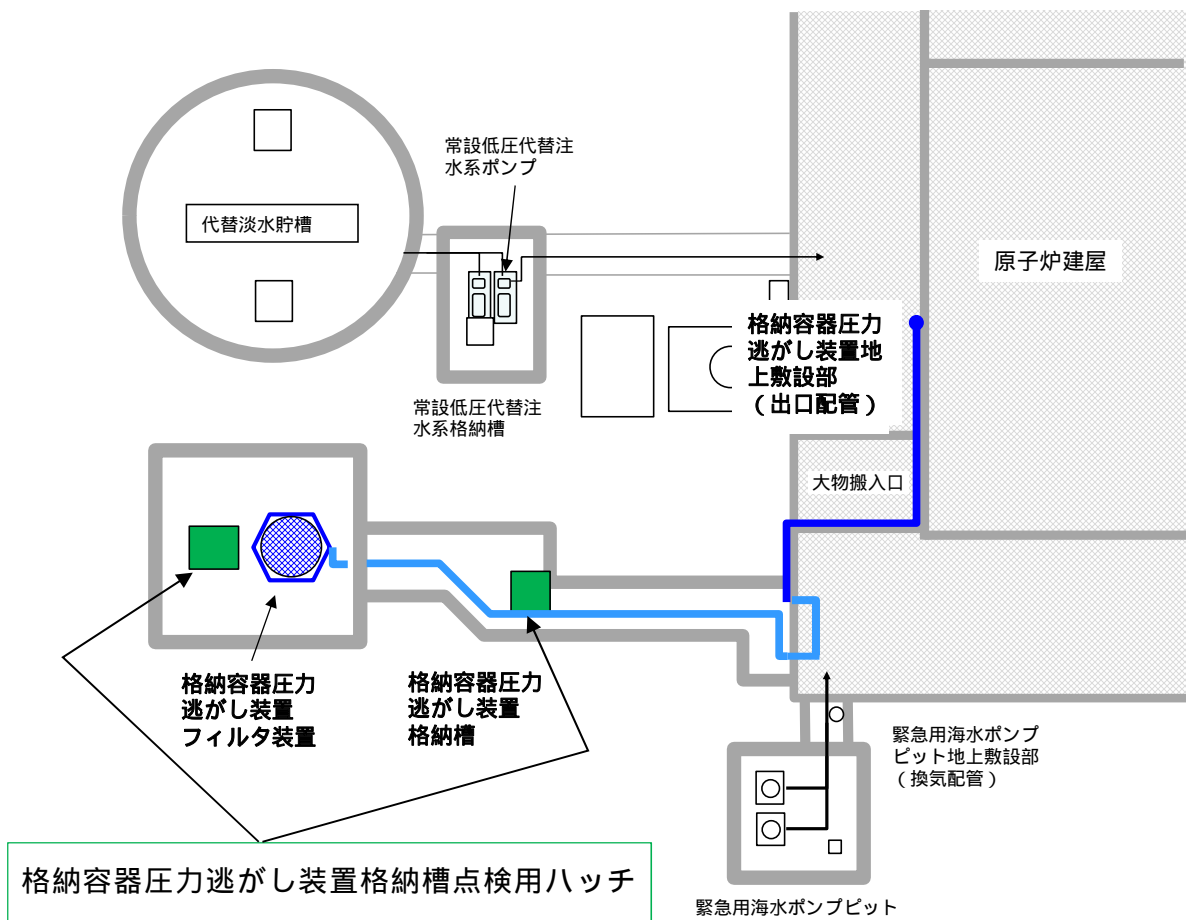 常設低圧代替注
水系ポンプ
代替淡水貯槽
原子炉建屋
格納容器圧力
逃がし装置地
上敷設部
（出口配管）
常設低圧代替注
水系格納槽
大物搬入口
格納容器圧力
逃がし装置
フィルタ装置
格納容器圧力
逃がし装置
格納槽
緊急用海水ポンプ
ピット地上敷設部
（換気配管）
格納容器圧力逃がし装置格納槽点検用ハッチ
緊急用海水ポンプピット